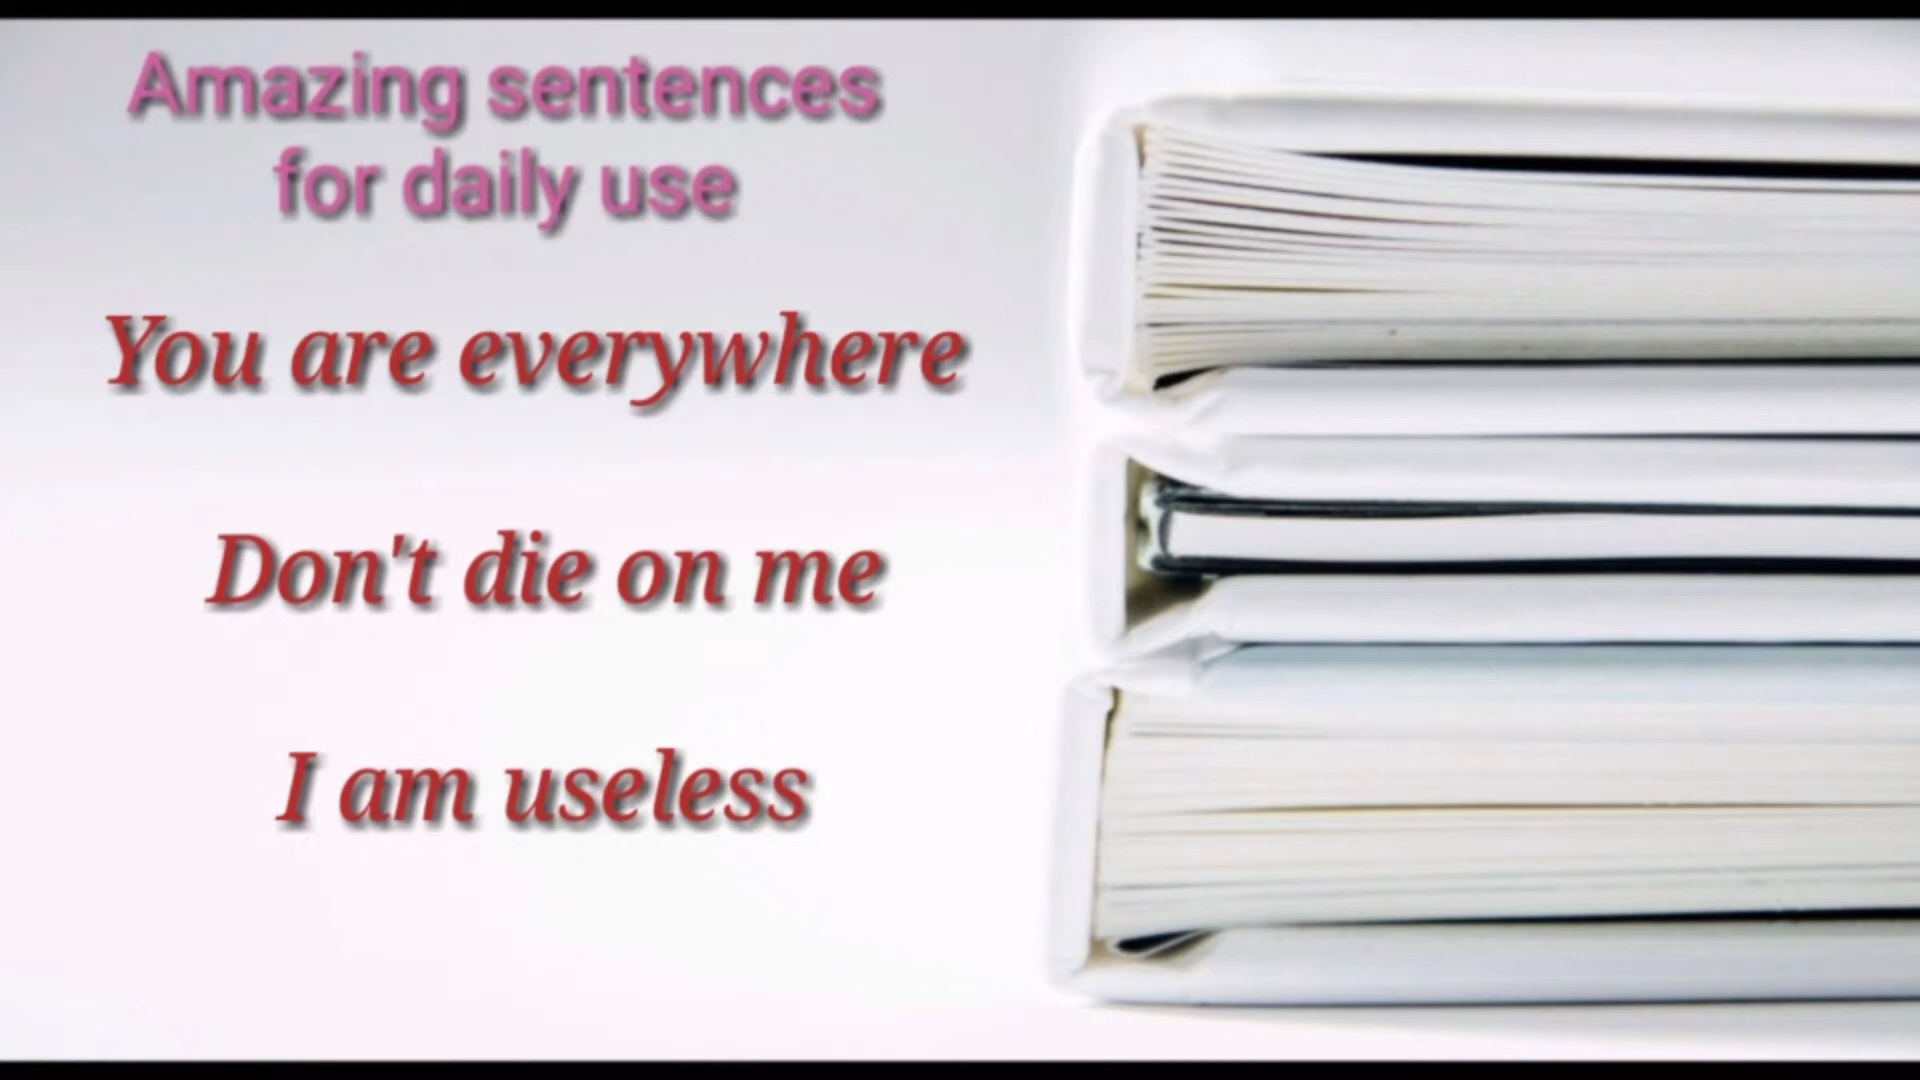 Amazing sentences
for daily use
You are everywhere
Don't die on me
I am useless